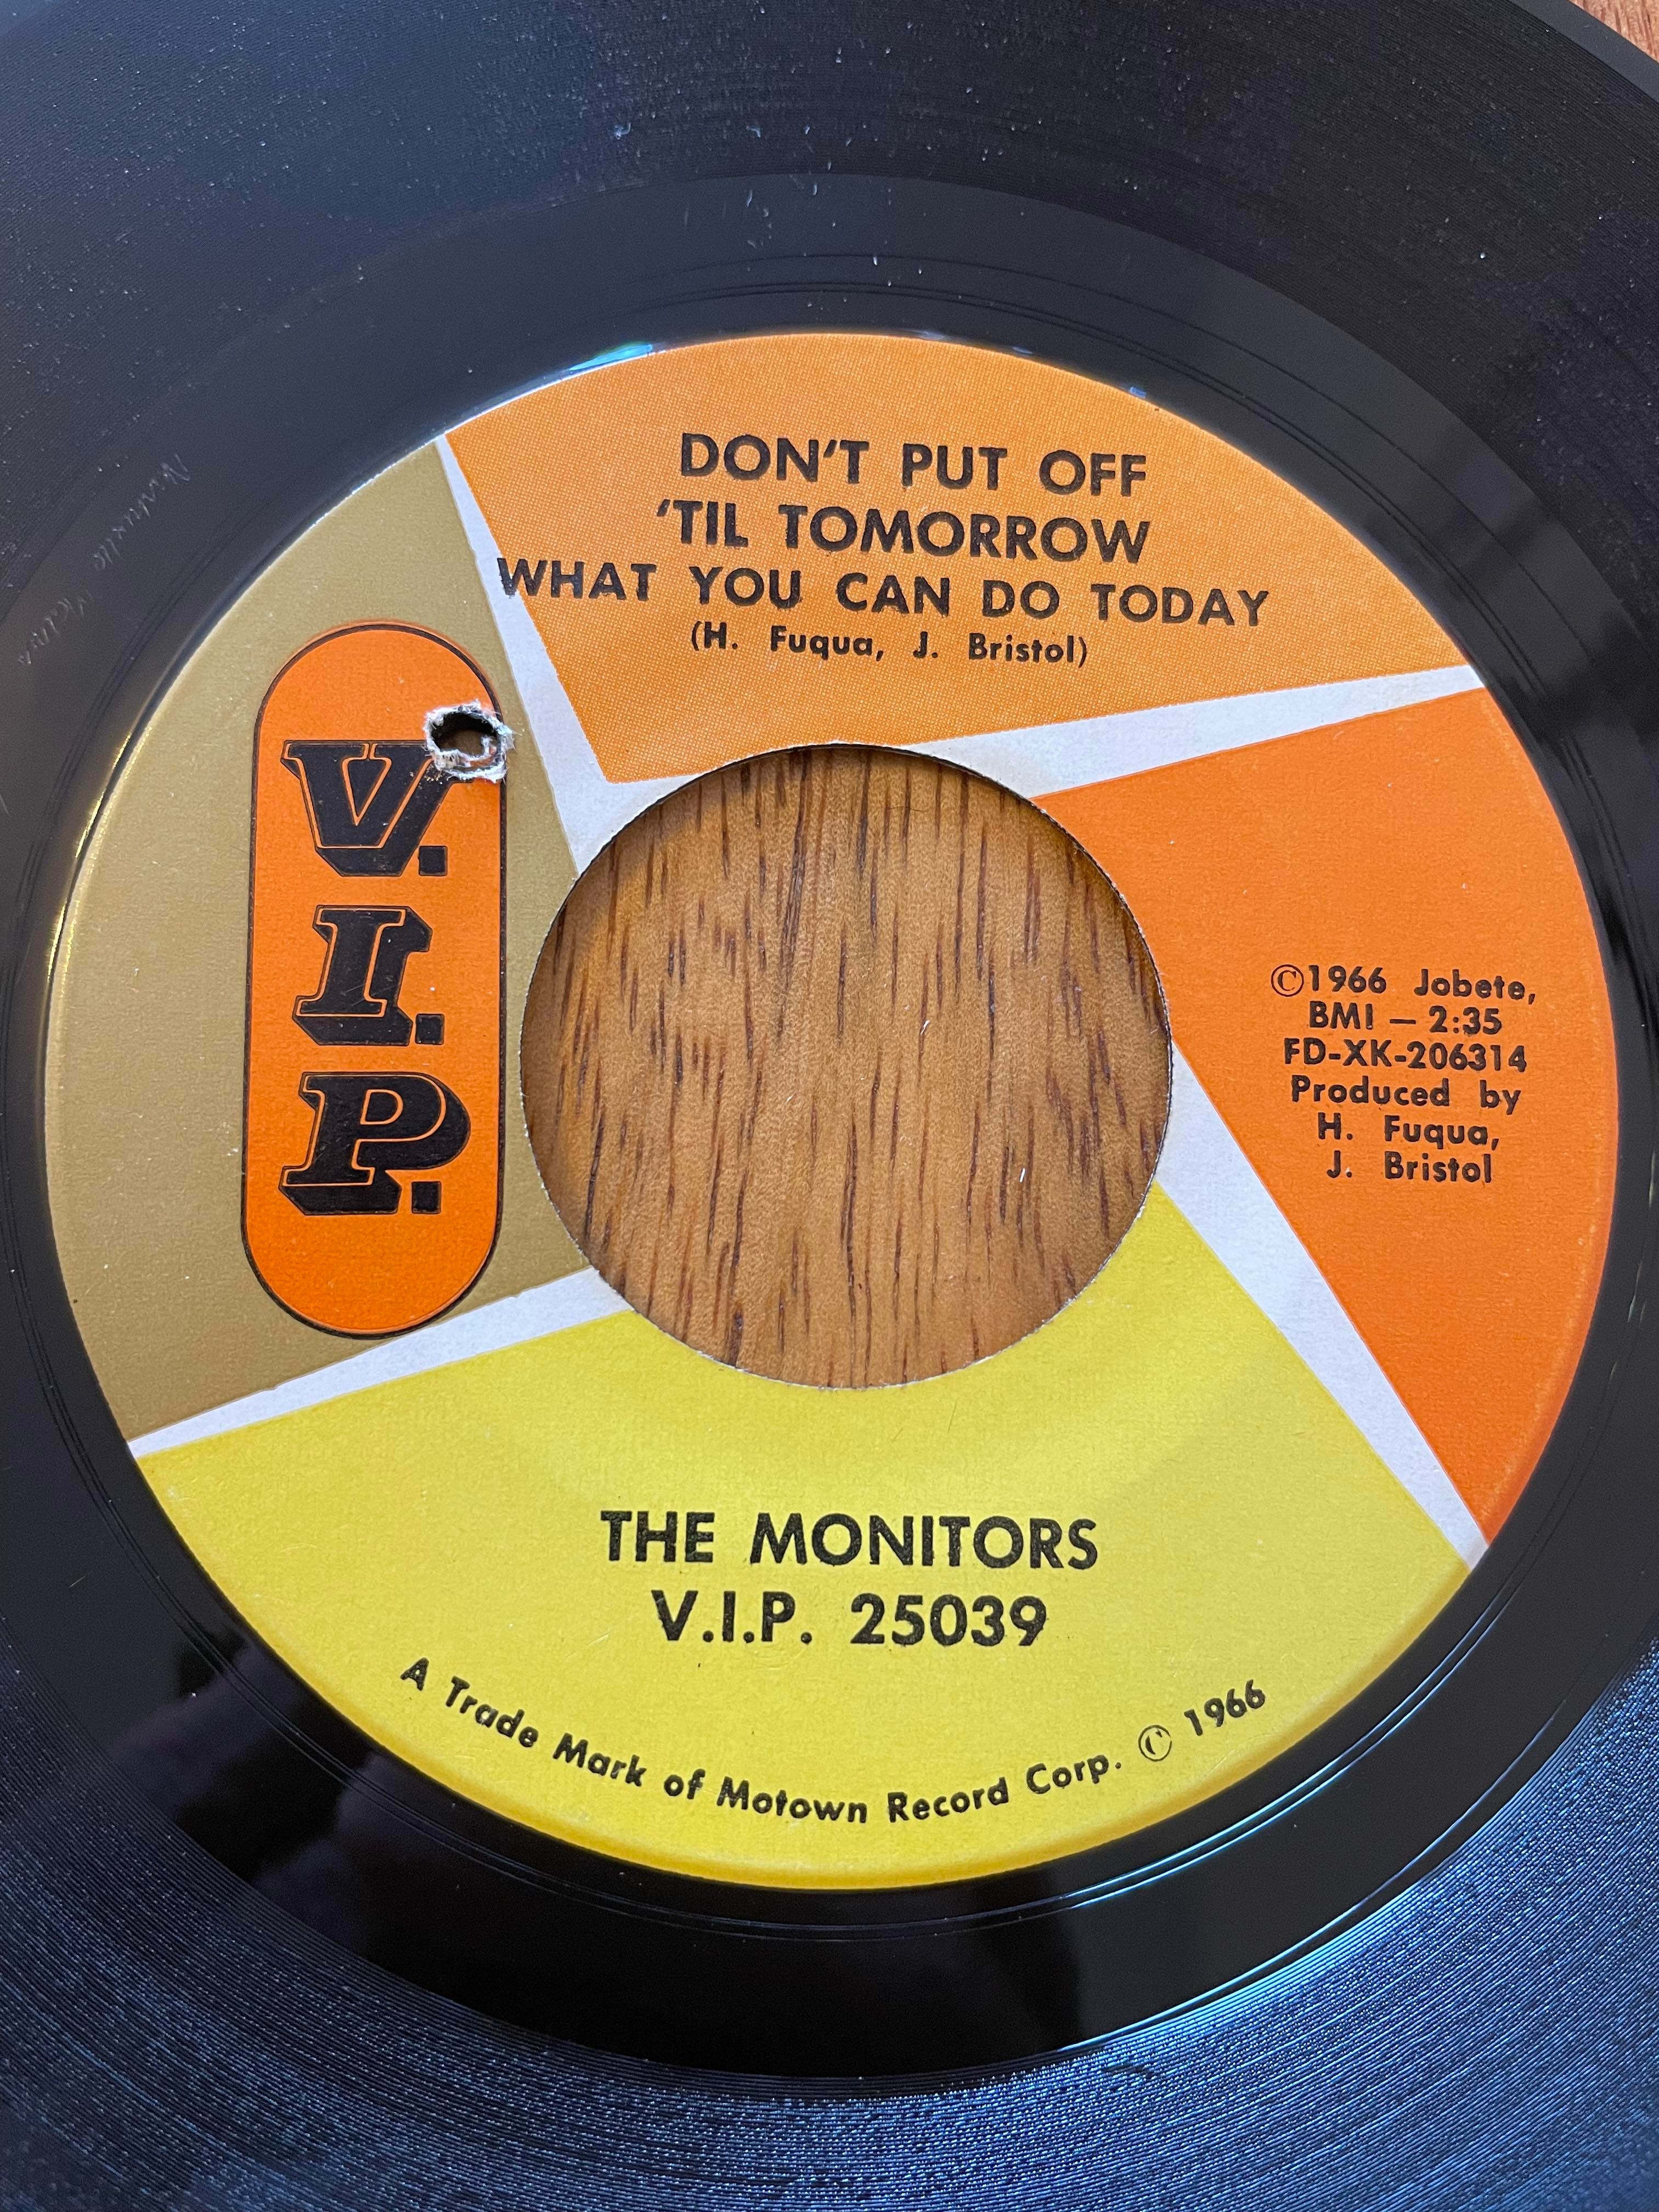 DON'T PUT OFF
'TIL TOMORROW
WHAT YOU CAN DO TODAY
(H. Fuqua, J. Bristol)
V.
I.
P.
©1966 Jobete,
BMI – 2:35
FD-XK-206314
Produced by
H. Fuqua,
J. Bristol
THE MONITORS
V.I.P. 25039
A Trade Mark of Motown Record Corp. © 1966